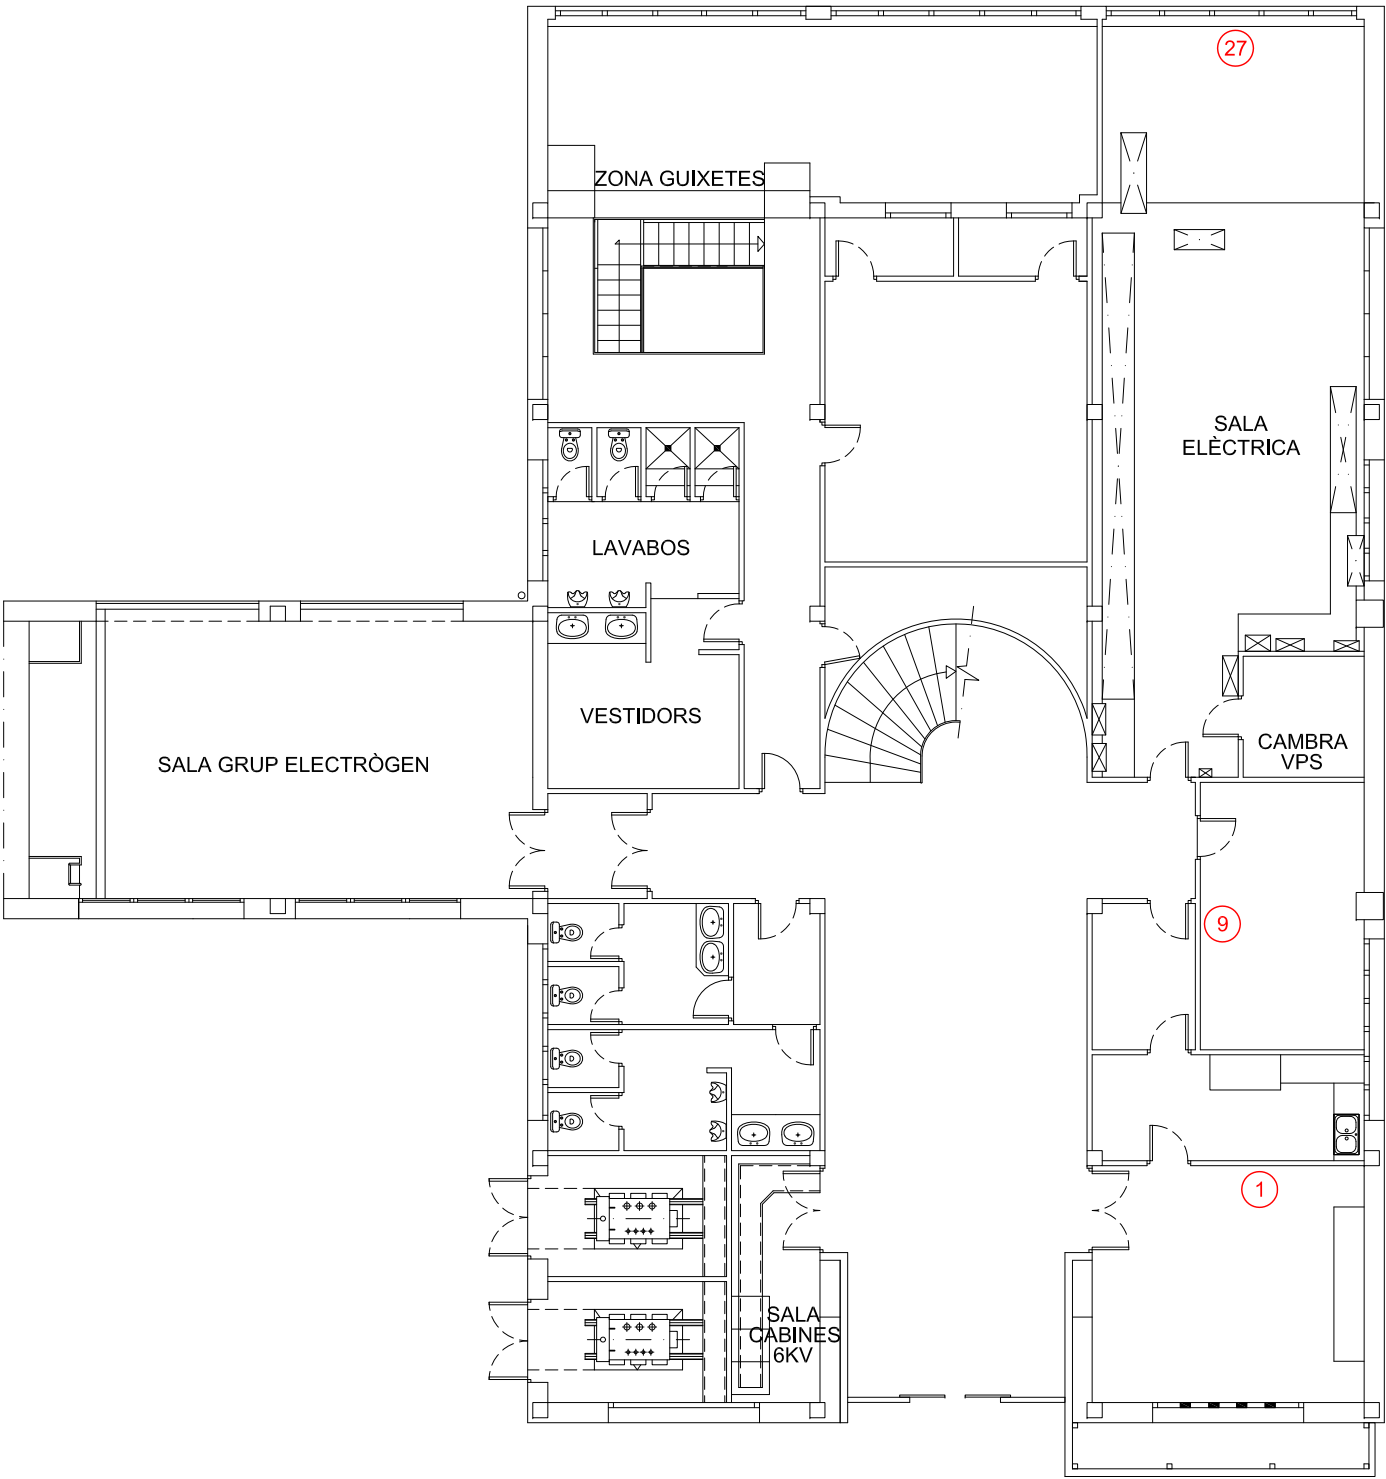 27
ZONA GUIXETES
SALA
ELÈCTRICA
LAVABOS
VESTIDORS
CAMBRA
VPS
SALA GRUP ELECTRÒGEN
9
1
SALA
CABINES
6KV